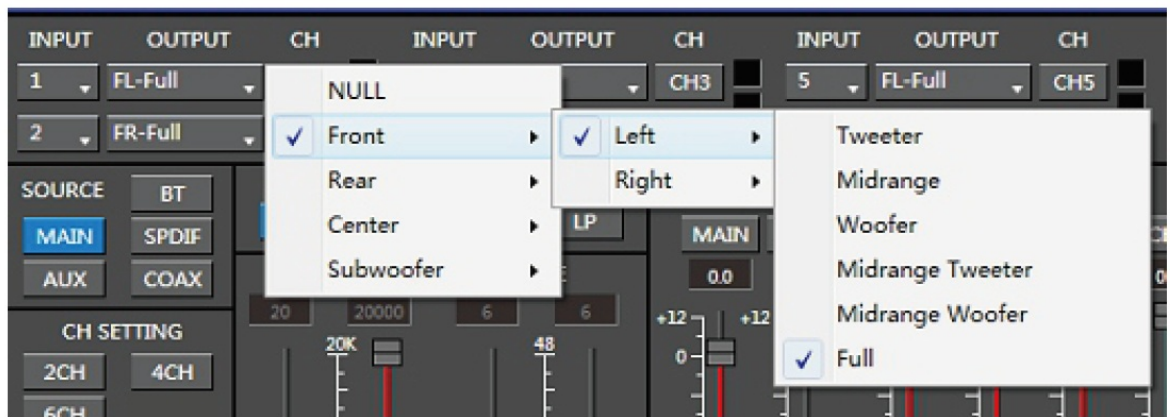 INPUT OUTPUT CH INPUT OUTPUT CH INPUT OUTPUT CH
1 FL-Full CH3 5 FL-Full CH5
2 FR-Full
NULL
Front
Rear
Center
Subwoofer
Left
Right
Tweeter
Midrange
Woofer
Midrange Tweeter
Midrange Woofer
Full
SOURCE BT
MAIN SPDIF
AUX COAX
LP
MAIN
0.0
20 20000 6 6
CH SETTING
2CH 4CH
6CH
20K
48
+12 +12
0